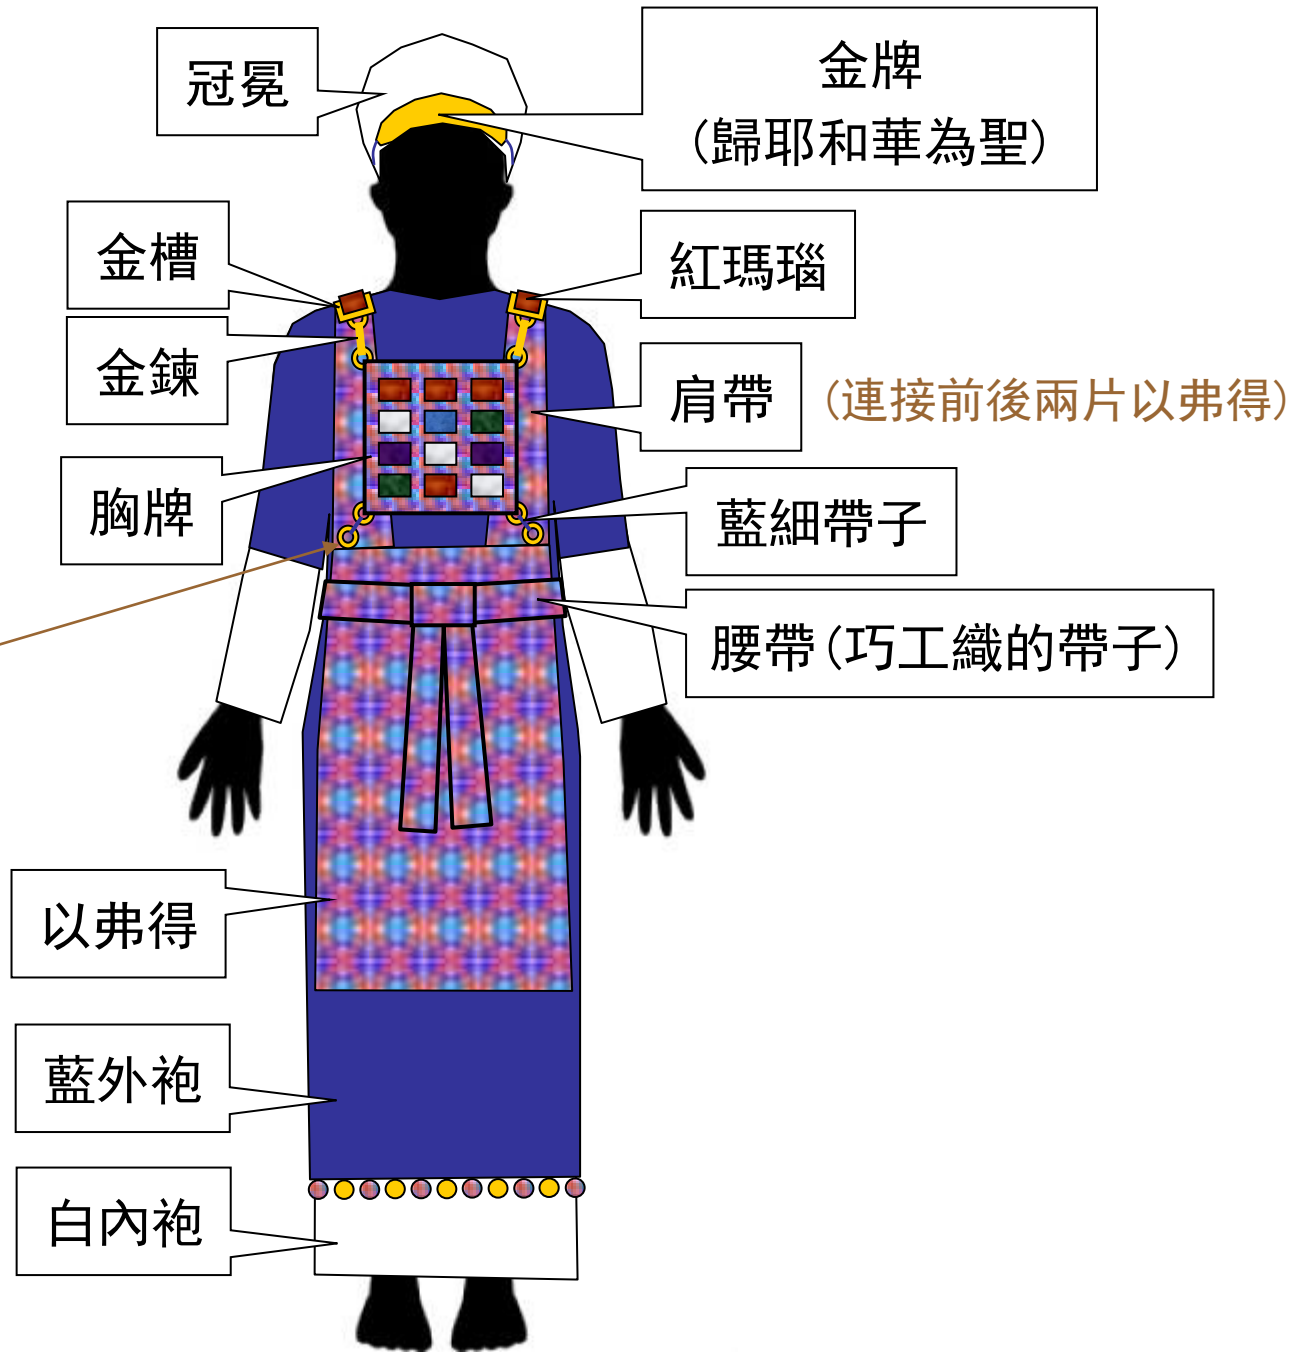 冠冕
金牌
(歸耶和華為聖)
金槽
紅瑪瑙
金鍊
肩帶 (連接前後兩片以弗得)
胸牌
藍細帶子
腰帶(巧工織的帶子)
以弗得
藍外袍
白內袍